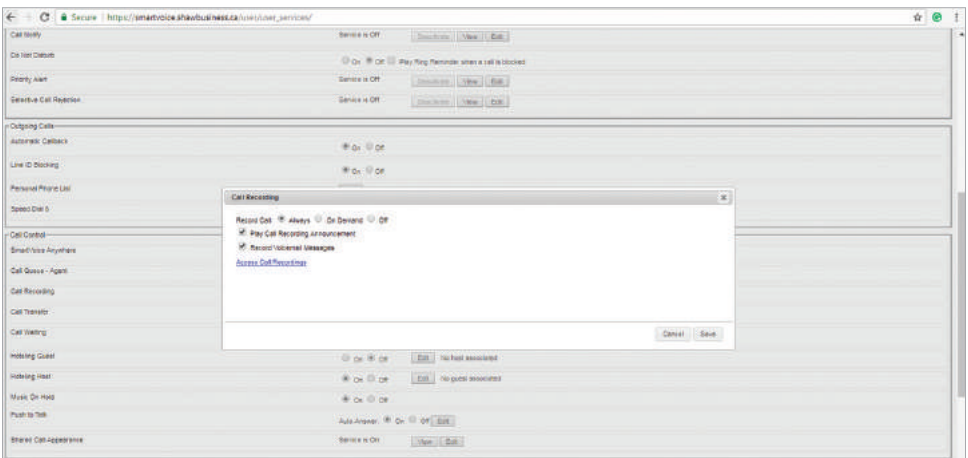 Secure https://smartvoice.shawbusiness.ca/user/user_services/
Call Notify Service is Off Deactivate View Edit
Do Not Disturb On Off Play Ring Reminder when a call is blocked
Priority Alert Service is Off Deactivate View Edit
Selective Call Rejection Service is Off Deactivate View Edit
Outgoing Calls
Automatic Callback On Off
Line ID Blocking On Off
Personal Phone List
Speed Dial 8
Call Recording x
Record Call: Always On Demand Off
Play Call Recording Announcement
Record Voicemail Messages
Access Call Recordings
Cancel Save
Call Control
SmartVoice Anywhere
Call Queue - Agent
Call Recording
Call Transfer
Call Waiting
Hoteling Guest On Off Edit No host associated
Hoteling Host On Off Edit No guest associated
Music On Hold On Off
Push to Talk Auto Answer: On Off Edit
Shared Call Appearance Service is On View Edit